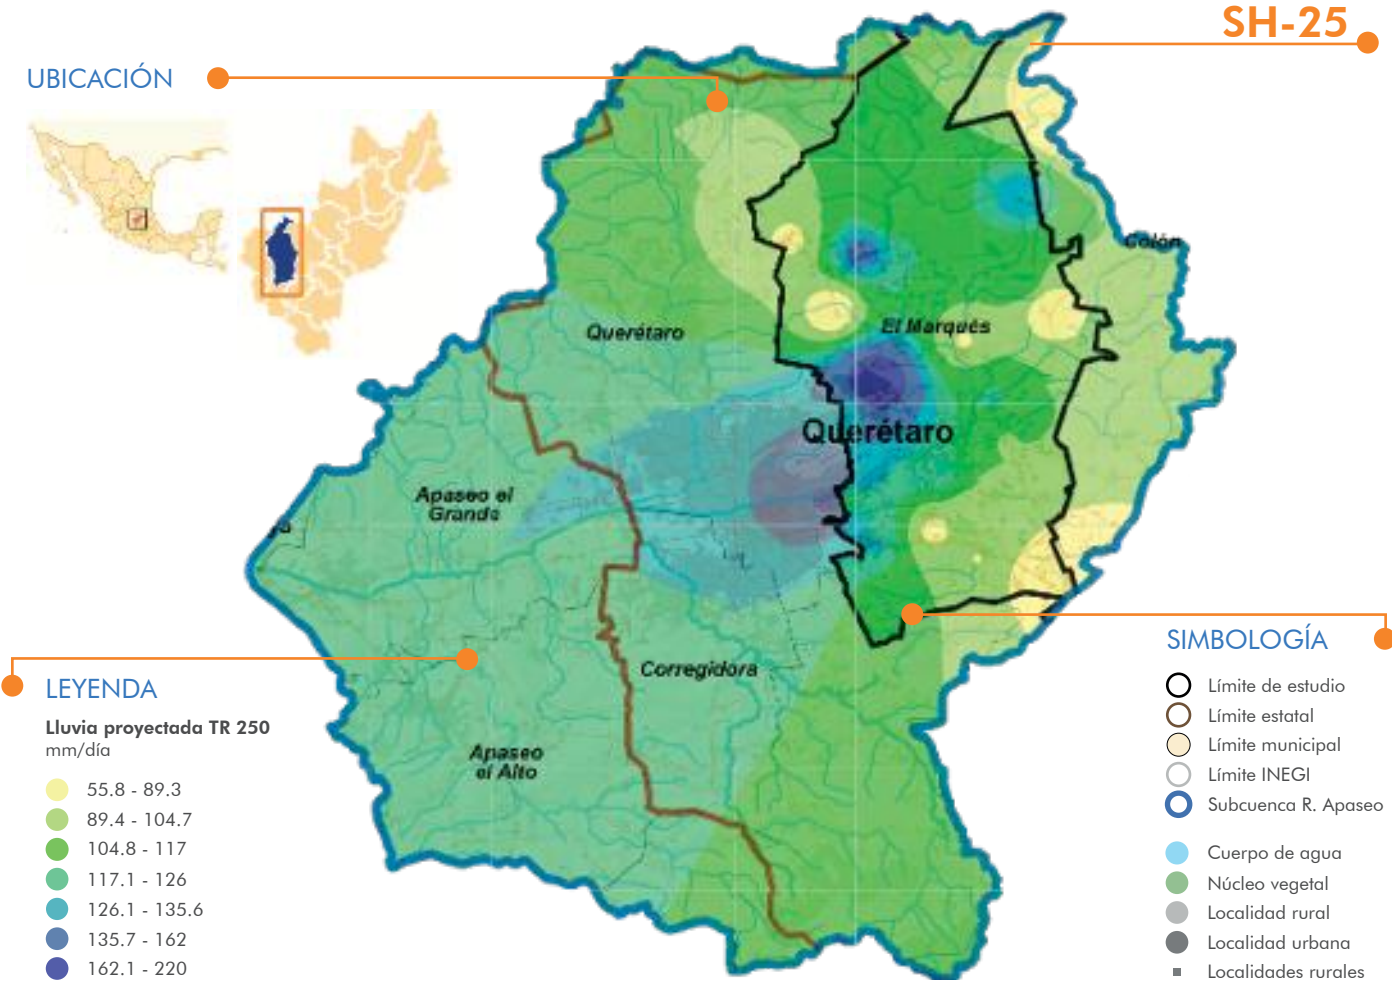 SH-25
UBICACIÓN
Colón
Querétaro
El Marqués
Querétaro
Apaseo el
Grande
Corregidora
Apaseo
el Alto
LEYENDA
Lluvia proyectada TR 250
mm/día
55.8 - 89.3
89.4 - 104.7
104.8 - 117
117.1 - 126
126.1 - 135.6
135.7 - 162
162.1 - 220
SIMBOLOGÍA
Límite de estudio
Límite estatal
Límite municipal
Límite INEGI
Subcuenca R. Apaseo
Cuerpo de agua
Núcleo vegetal
Localidad rural
Localidad urbana
Localidades rurales